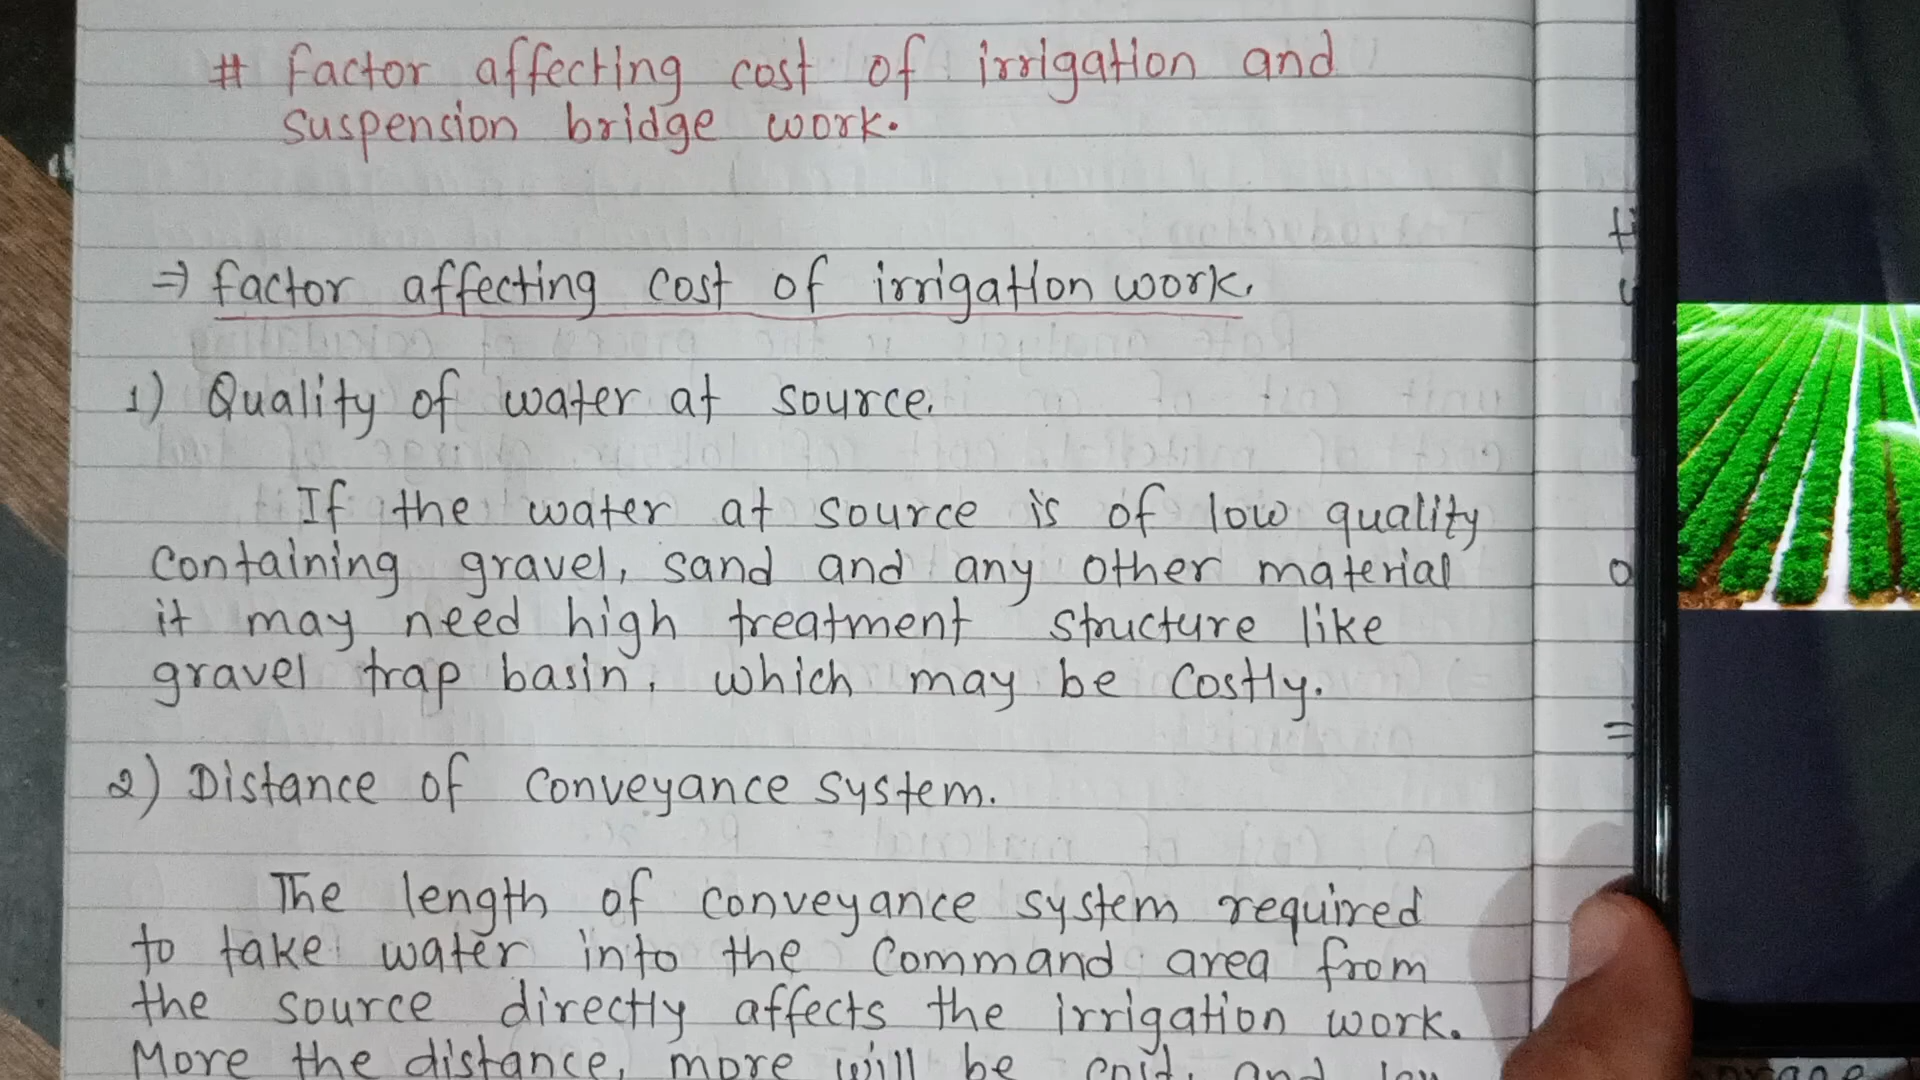 # factor affecting cost of irrigation and
suspension bridge work.
⇒ factor affecting cost of irrigation work.
1) Quality of water at source.
If the water at source is of low quality
containing gravel, sand and any other material
it may need high treatment structure like
gravel trap basin, which may be costly.
2) Distance of conveyance system.
The length of conveyance system required
to take water into the command area from
the source directly affects the irrigation work.
More the distance, more will be and